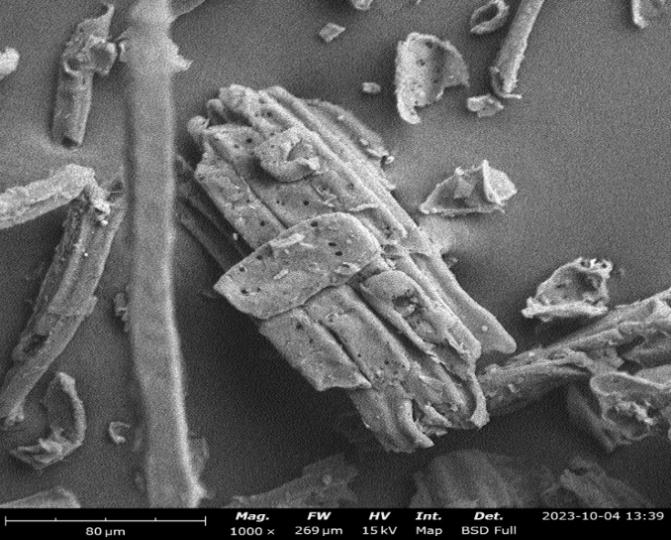 80 µm
Mag. FW HV Int. Det. 2023-10-04 13:39
1000 × 269 µm 15 kV Map BSD Full